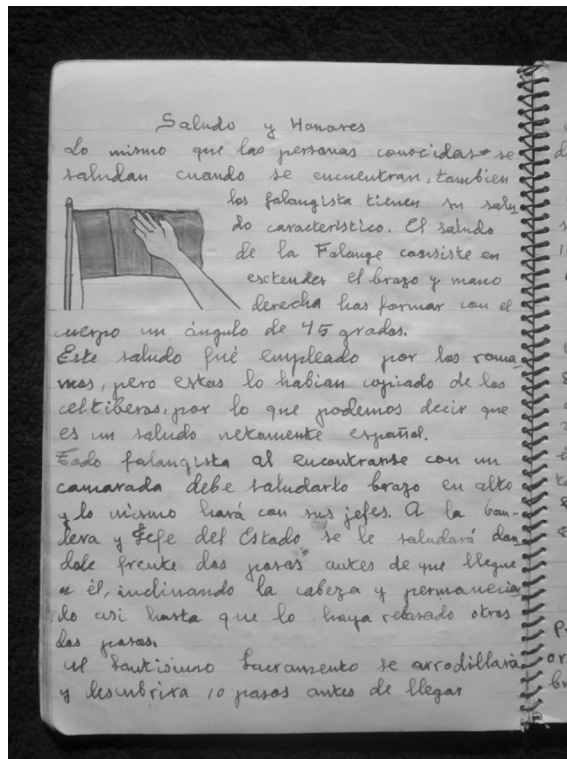 Saludo y Honores
Lo mismo que las personas conocidas se
saludan cuando se encuentran, tambien
los falangista tienen su salu
do caracteristico. El saludo
de la Falange consiste en
esctender el brazo y mano
derecha has formar con el
cuerpo un ángulo de 45 grados.
Este saludo fué empleado por los roma-
nos, pero estos lo habian copiado de los
celtiberos, por lo que podemos decir que
es un saludo netamente español.
Todo falangista al encontrarse con un
camarada debe saludarlo brazo en alto
y lo mismo hará con sus jefes. A la ban-
dera y Jefe del Estado se le saludará dan
dole frente dos pasos antes de que llegue
a él, inclinando la cabeza y permanecien
do asi hasta que lo haya rebasado otros
dos pasos.
Al Santisimo Sacramento se arrodillará
y descubrira 10 pasos antes de llegar